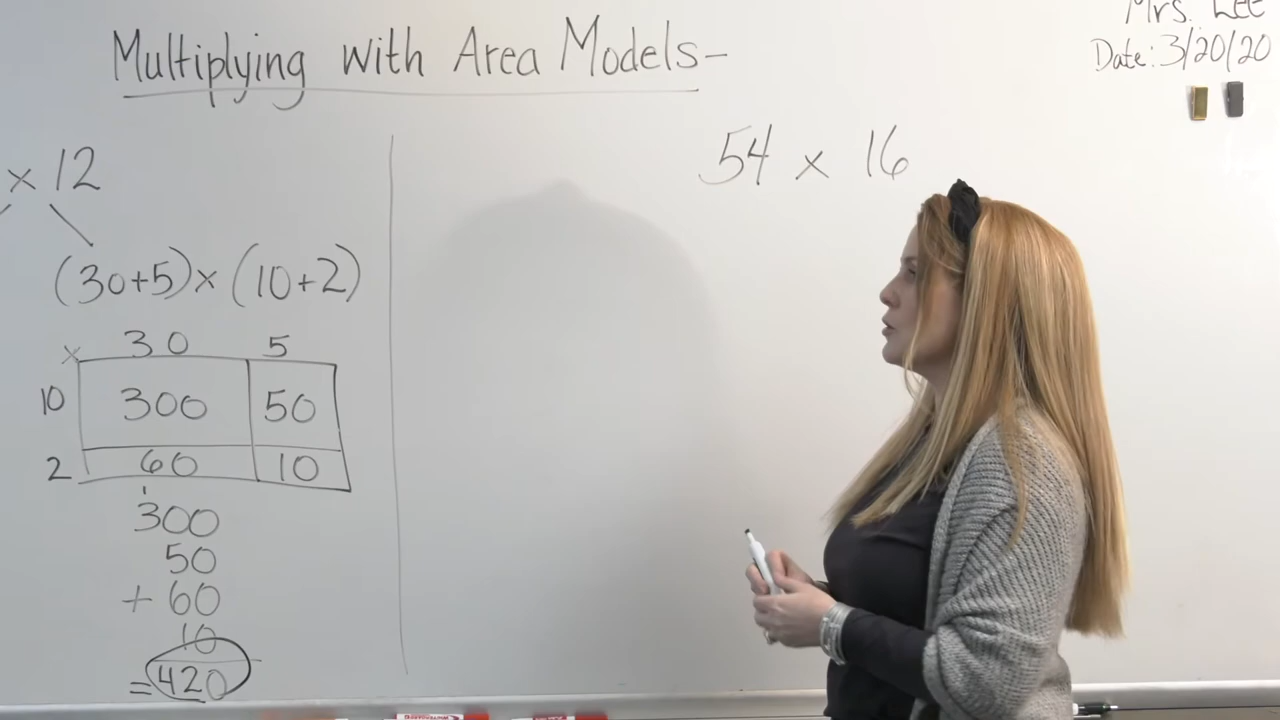 Multiplying with Area Models-
Mrs. Lee
Date: 3/20/20
x 12
(30+5)x(10+2)
x 30 5
10 300 50
2 60 10
1
300
50
+ 60
10
=420
54 x 16